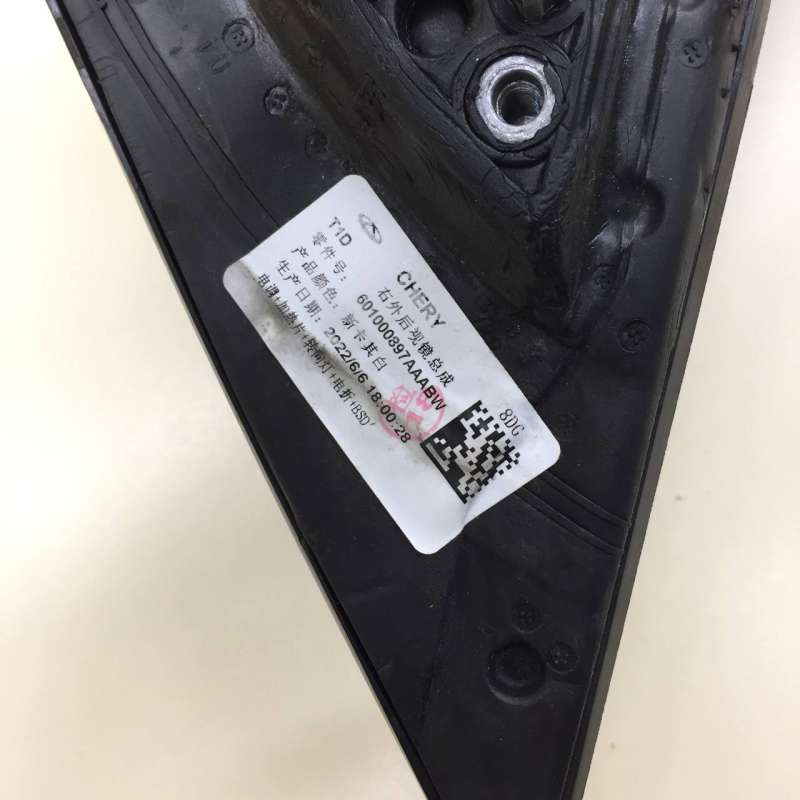 CHERY
T1D 右外后视镜总成
零件号: 601000897AAABW
产品颜色: 新卡其白
生产日期: 2022/6/6 18:00:28
电调+加热片+转向灯+电折+BSD
8DG
10